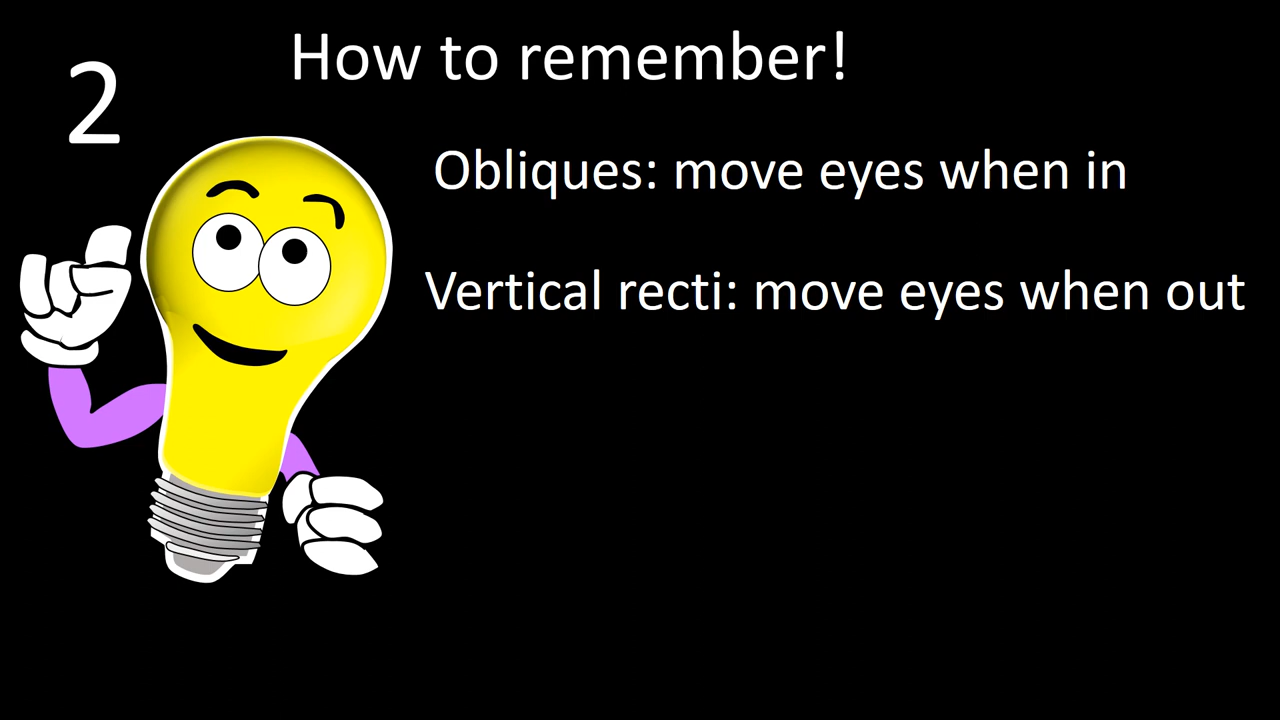 2
How to remember!
Obliques: move eyes when in
Vertical recti: move eyes when out